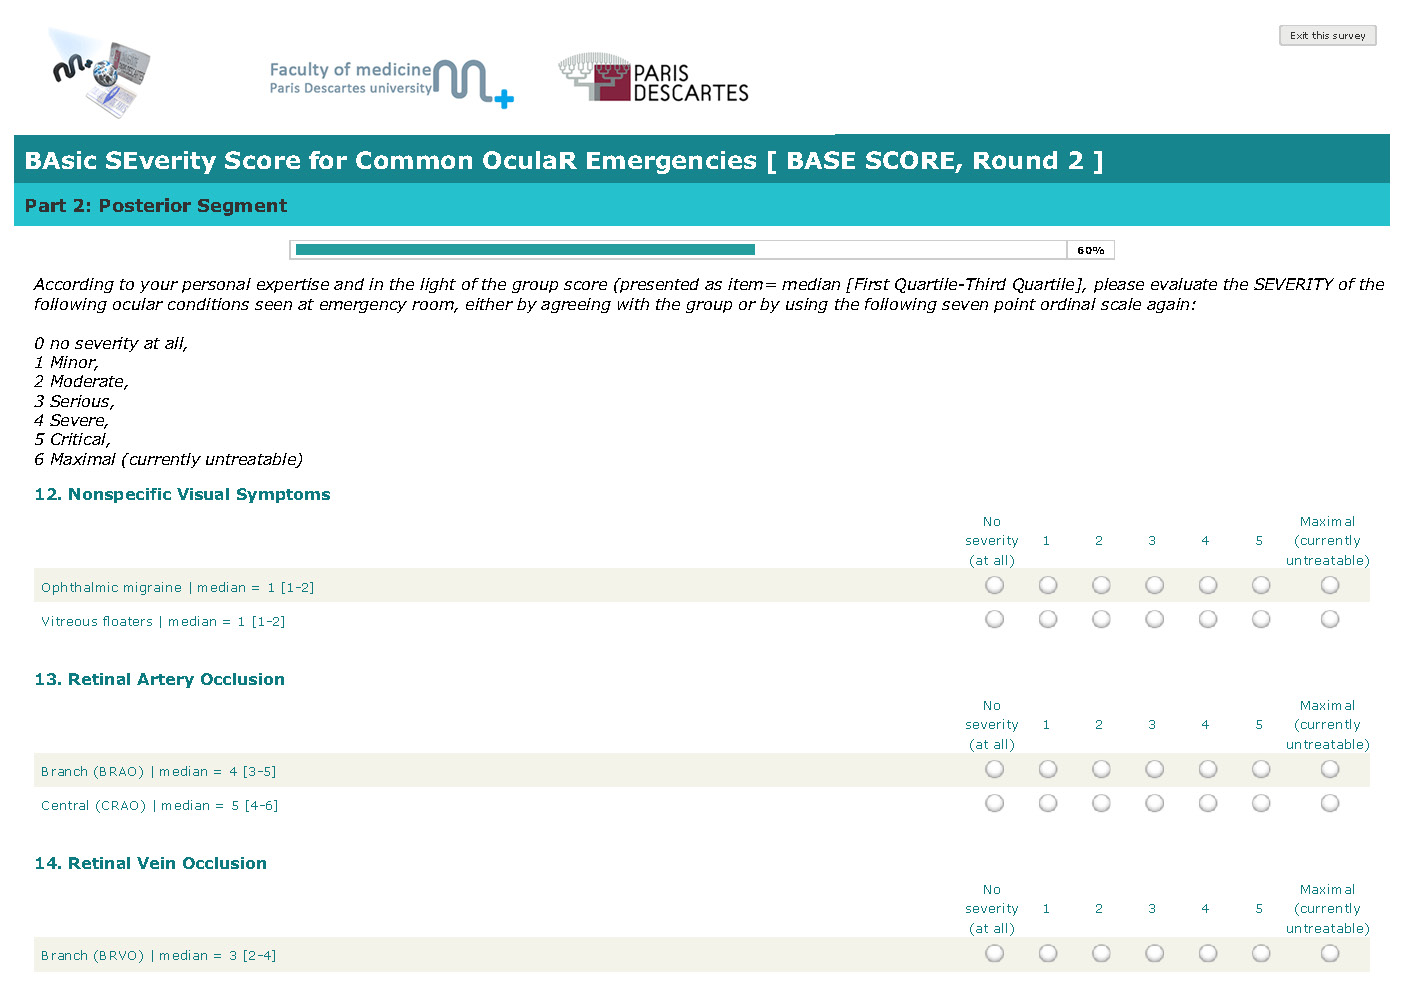 Exit this survey
Faculty of medicine
Paris Descartes university
PARIS
DESCARTES
BAsic SEverity Score for Common OculaR Emergencies [ BASE SCORE, Round 2 ]
Part 2: Posterior Segment
60%
According to your personal expertise and in the light of the group score (presented as item= median [First Quartile-Third Quartile], please evaluate the SEVERITY of the
following ocular conditions seen at emergency room, either by agreeing with the group or by using the following seven point ordinal scale again:
0 no severity at all,
1 Minor,
2 Moderate,
3 Serious,
4 Severe,
5 Critical,
6 Maximal (currently untreatable)
12. Nonspecific Visual Symptoms
No Maximal
severity 1 2 3 4 5 (currently
(at all) untreatable)
Ophthalmic migraine | median = 1 [1-2]
Vitreous floaters | median = 1 [1-2]
13. Retinal Artery Occlusion
No Maximal
severity 1 2 3 4 5 (currently
(at all) untreatable)
Branch (BRAO) | median = 4 [3-5]
Central (CRAO) | median = 5 [4-6]
14. Retinal Vein Occlusion
No Maximal
severity 1 2 3 4 5 (currently
(at all) untreatable)
Branch (BRVO) | median = 3 [2-4]